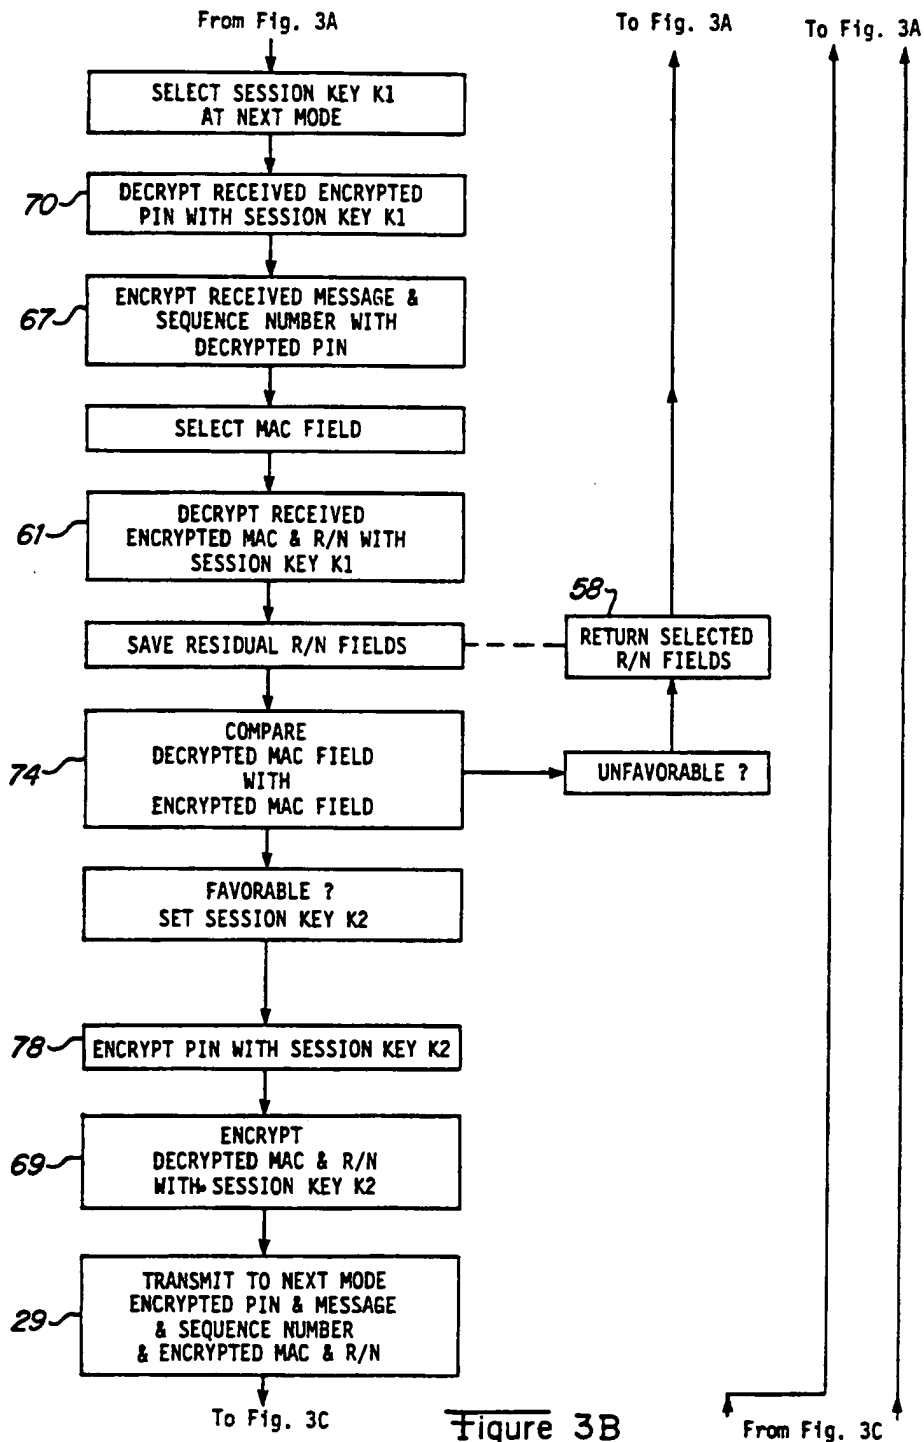 From Fig. 3A
To Fig. 3A
To Fig. 3A
SELECT SESSION KEY K1
AT NEXT MODE
70
DECRYPT RECEIVED ENCRYPTED
PIN WITH SESSION KEY K1
67
ENCRYPT RECEIVED MESSAGE &
SEQUENCE NUMBER WITH
DECRYPTED PIN
SELECT MAC FIELD
61
DECRYPT RECEIVED
ENCRYPTED MAC & R/N WITH
SESSION KEY K1
SAVE RESIDUAL R/N FIELDS
58
RETURN SELECTED
R/N FIELDS
74
COMPARE
DECRYPTED MAC FIELD
WITH
ENCRYPTED MAC FIELD
UNFAVORABLE ?
FAVORABLE ?
SET SESSION KEY K2
78
ENCRYPT PIN WITH SESSION KEY K2
69
ENCRYPT
DECRYPTED MAC & R/N
WITH SESSION KEY K2
29
TRANSMIT TO NEXT MODE
ENCRYPTED PIN & MESSAGE
& SEQUENCE NUMBER
& ENCRYPTED MAC & R/N
To Fig. 3C
Figure 3B
From Fig. 3C